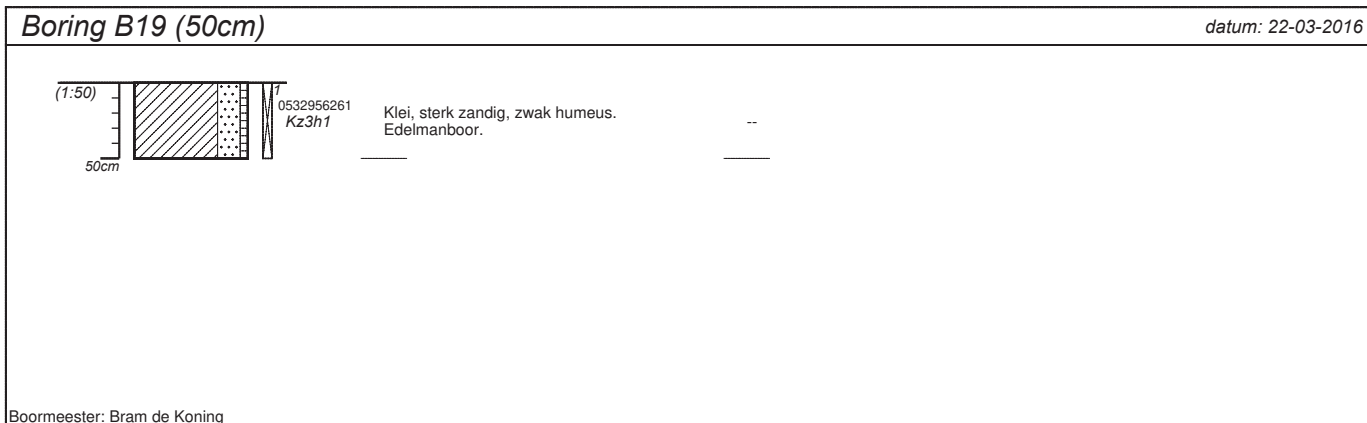 Boring B19 (50cm)
datum: 22-03-2016
(1:50)
1
0532956261
Kz3h1
Klei, sterk zandig, zwak humeus.
Edelmanboor.
--
50cm
Boormeester: Bram de Koning